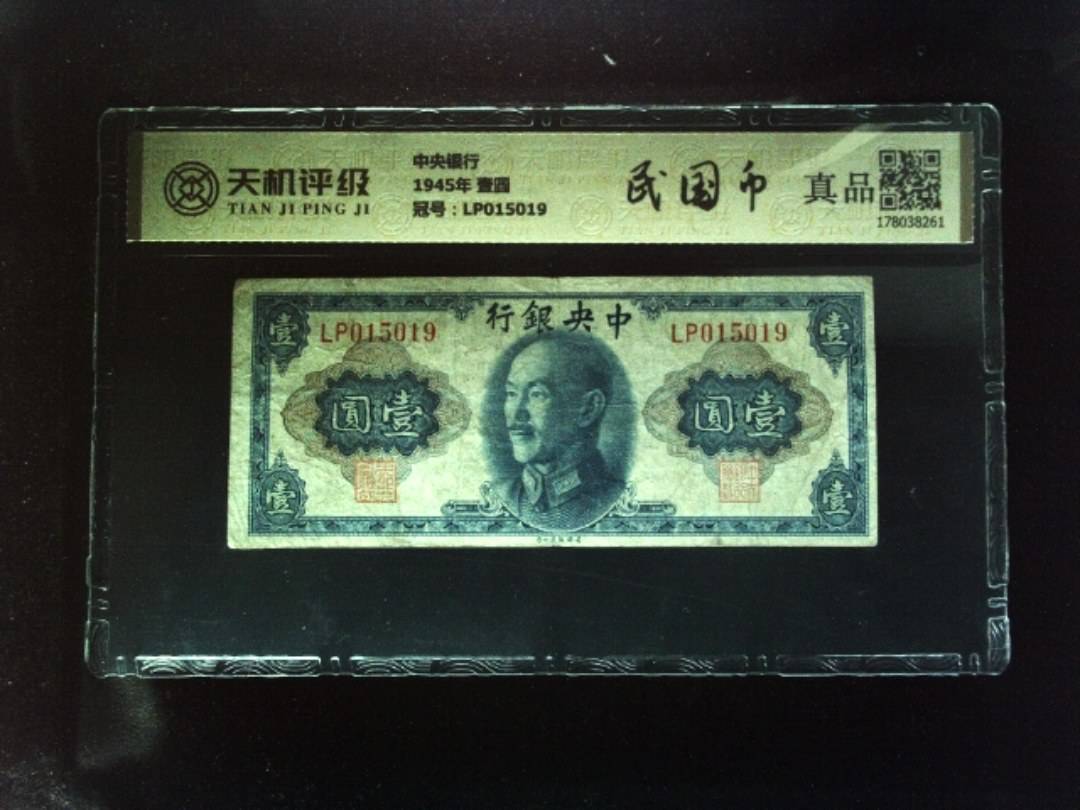 天机评级
TIAN JI PING JI
中央银行
1945年 壹圆
冠号：LP015019
民国币
真品
178038261
行銀央中
壹
LP015019
LP015019
壹
圓壹
圓壹
壹
壹